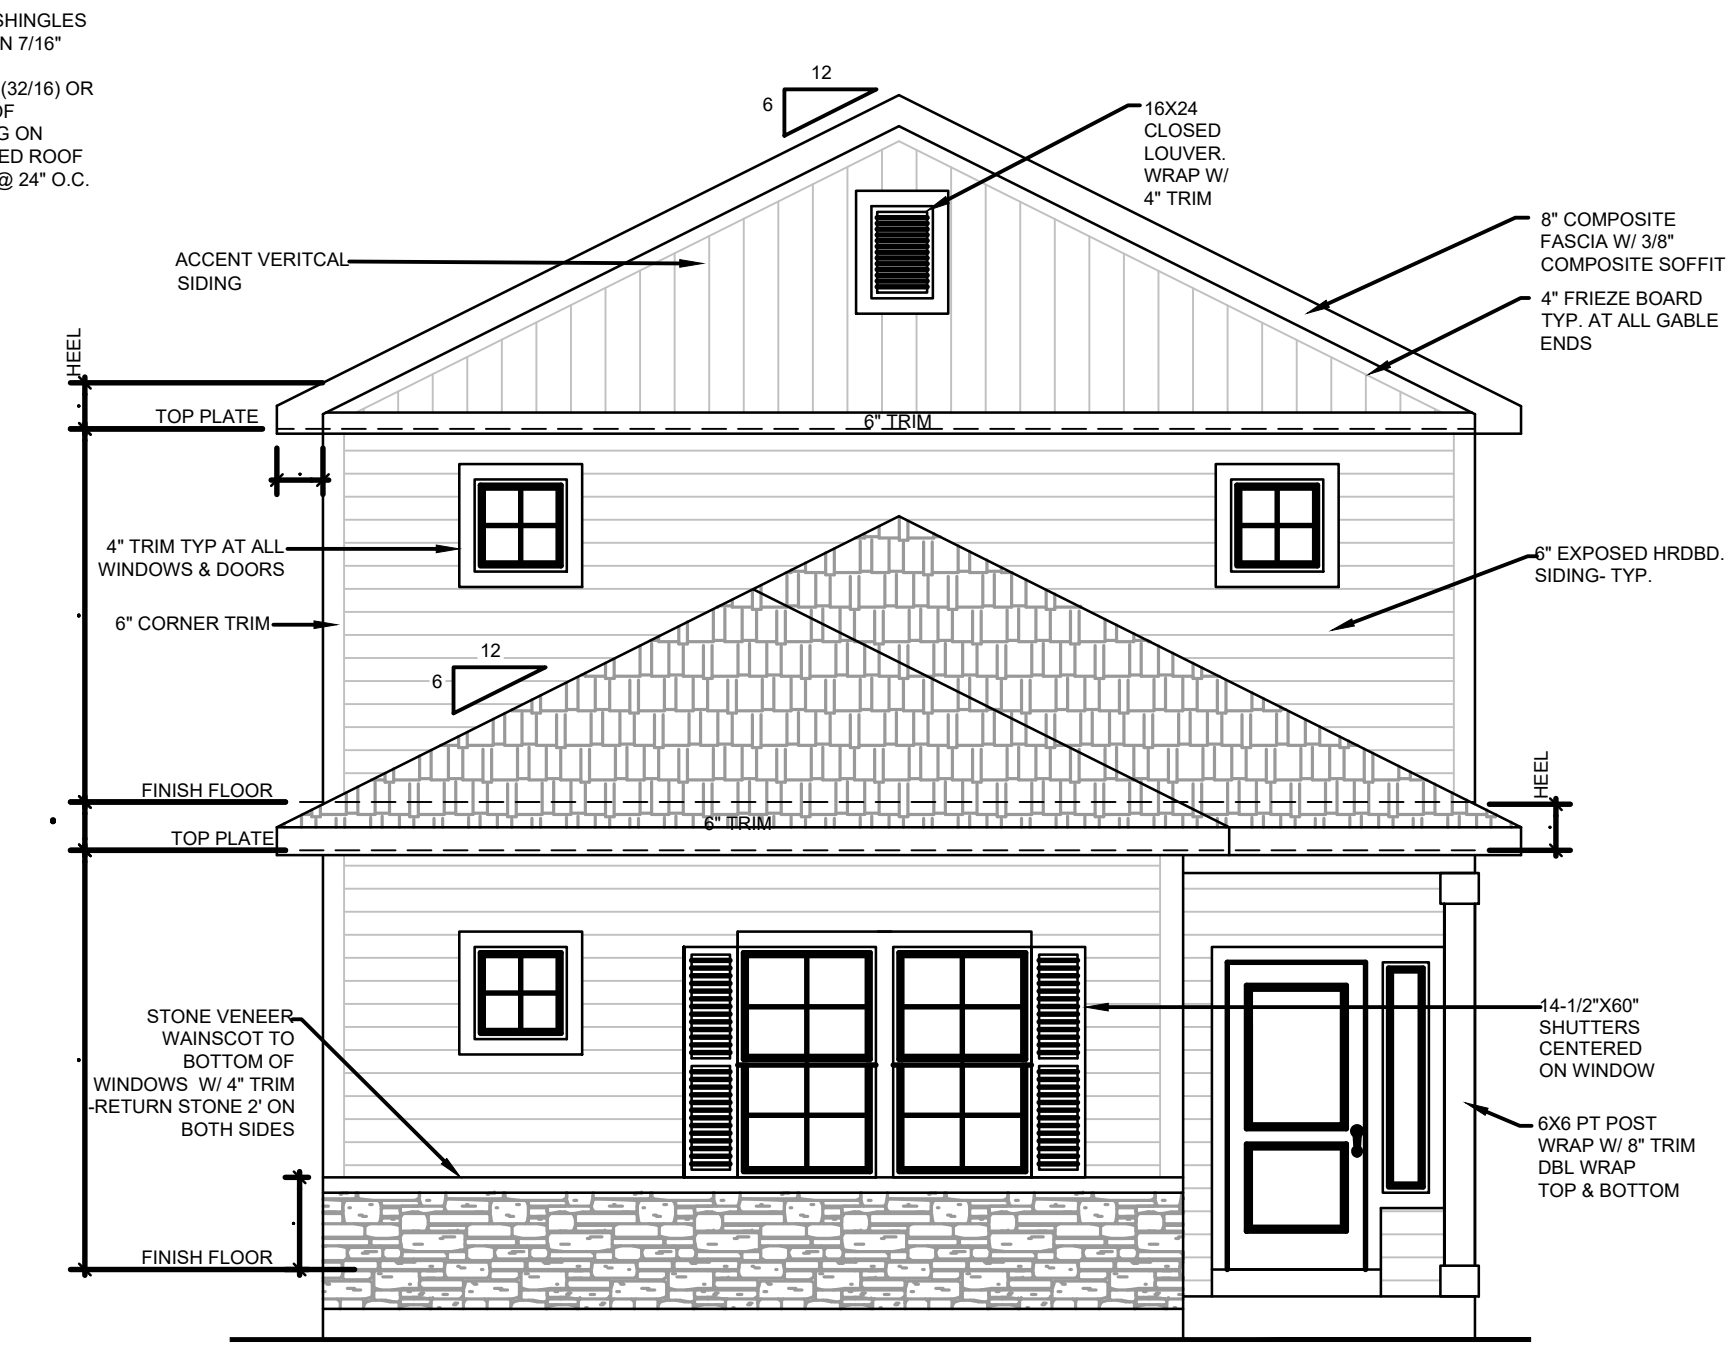 SHINGLES
N 7/16"
(32/16) OR
OF
G ON
ED ROOF
@ 24" O.C.
12
6
16X24
CLOSED
LOUVER.
WRAP W/
4" TRIM
8" COMPOSITE
FASCIA W/ 3/8"
COMPOSITE SOFFIT
4" FRIEZE BOARD
TYP. AT ALL GABLE
ENDS
ACCENT VERITCAL
SIDING
HEEL
TOP PLATE
6" TRIM
4" TRIM TYP AT ALL
WINDOWS & DOORS
6" CORNER TRIM
6" EXPOSED HRDBD.
SIDING- TYP.
12
6
FINISH FLOOR
HEEL
6" TRIM
TOP PLATE
STONE VENEER
WAINSCOT TO
BOTTOM OF
WINDOWS W/ 4" TRIM
-RETURN STONE 2' ON
BOTH SIDES
14-1/2"X60"
SHUTTERS
CENTERED
ON WINDOW
6X6 PT POST
WRAP W/ 8" TRIM
DBL WRAP
TOP & BOTTOM
FINISH FLOOR